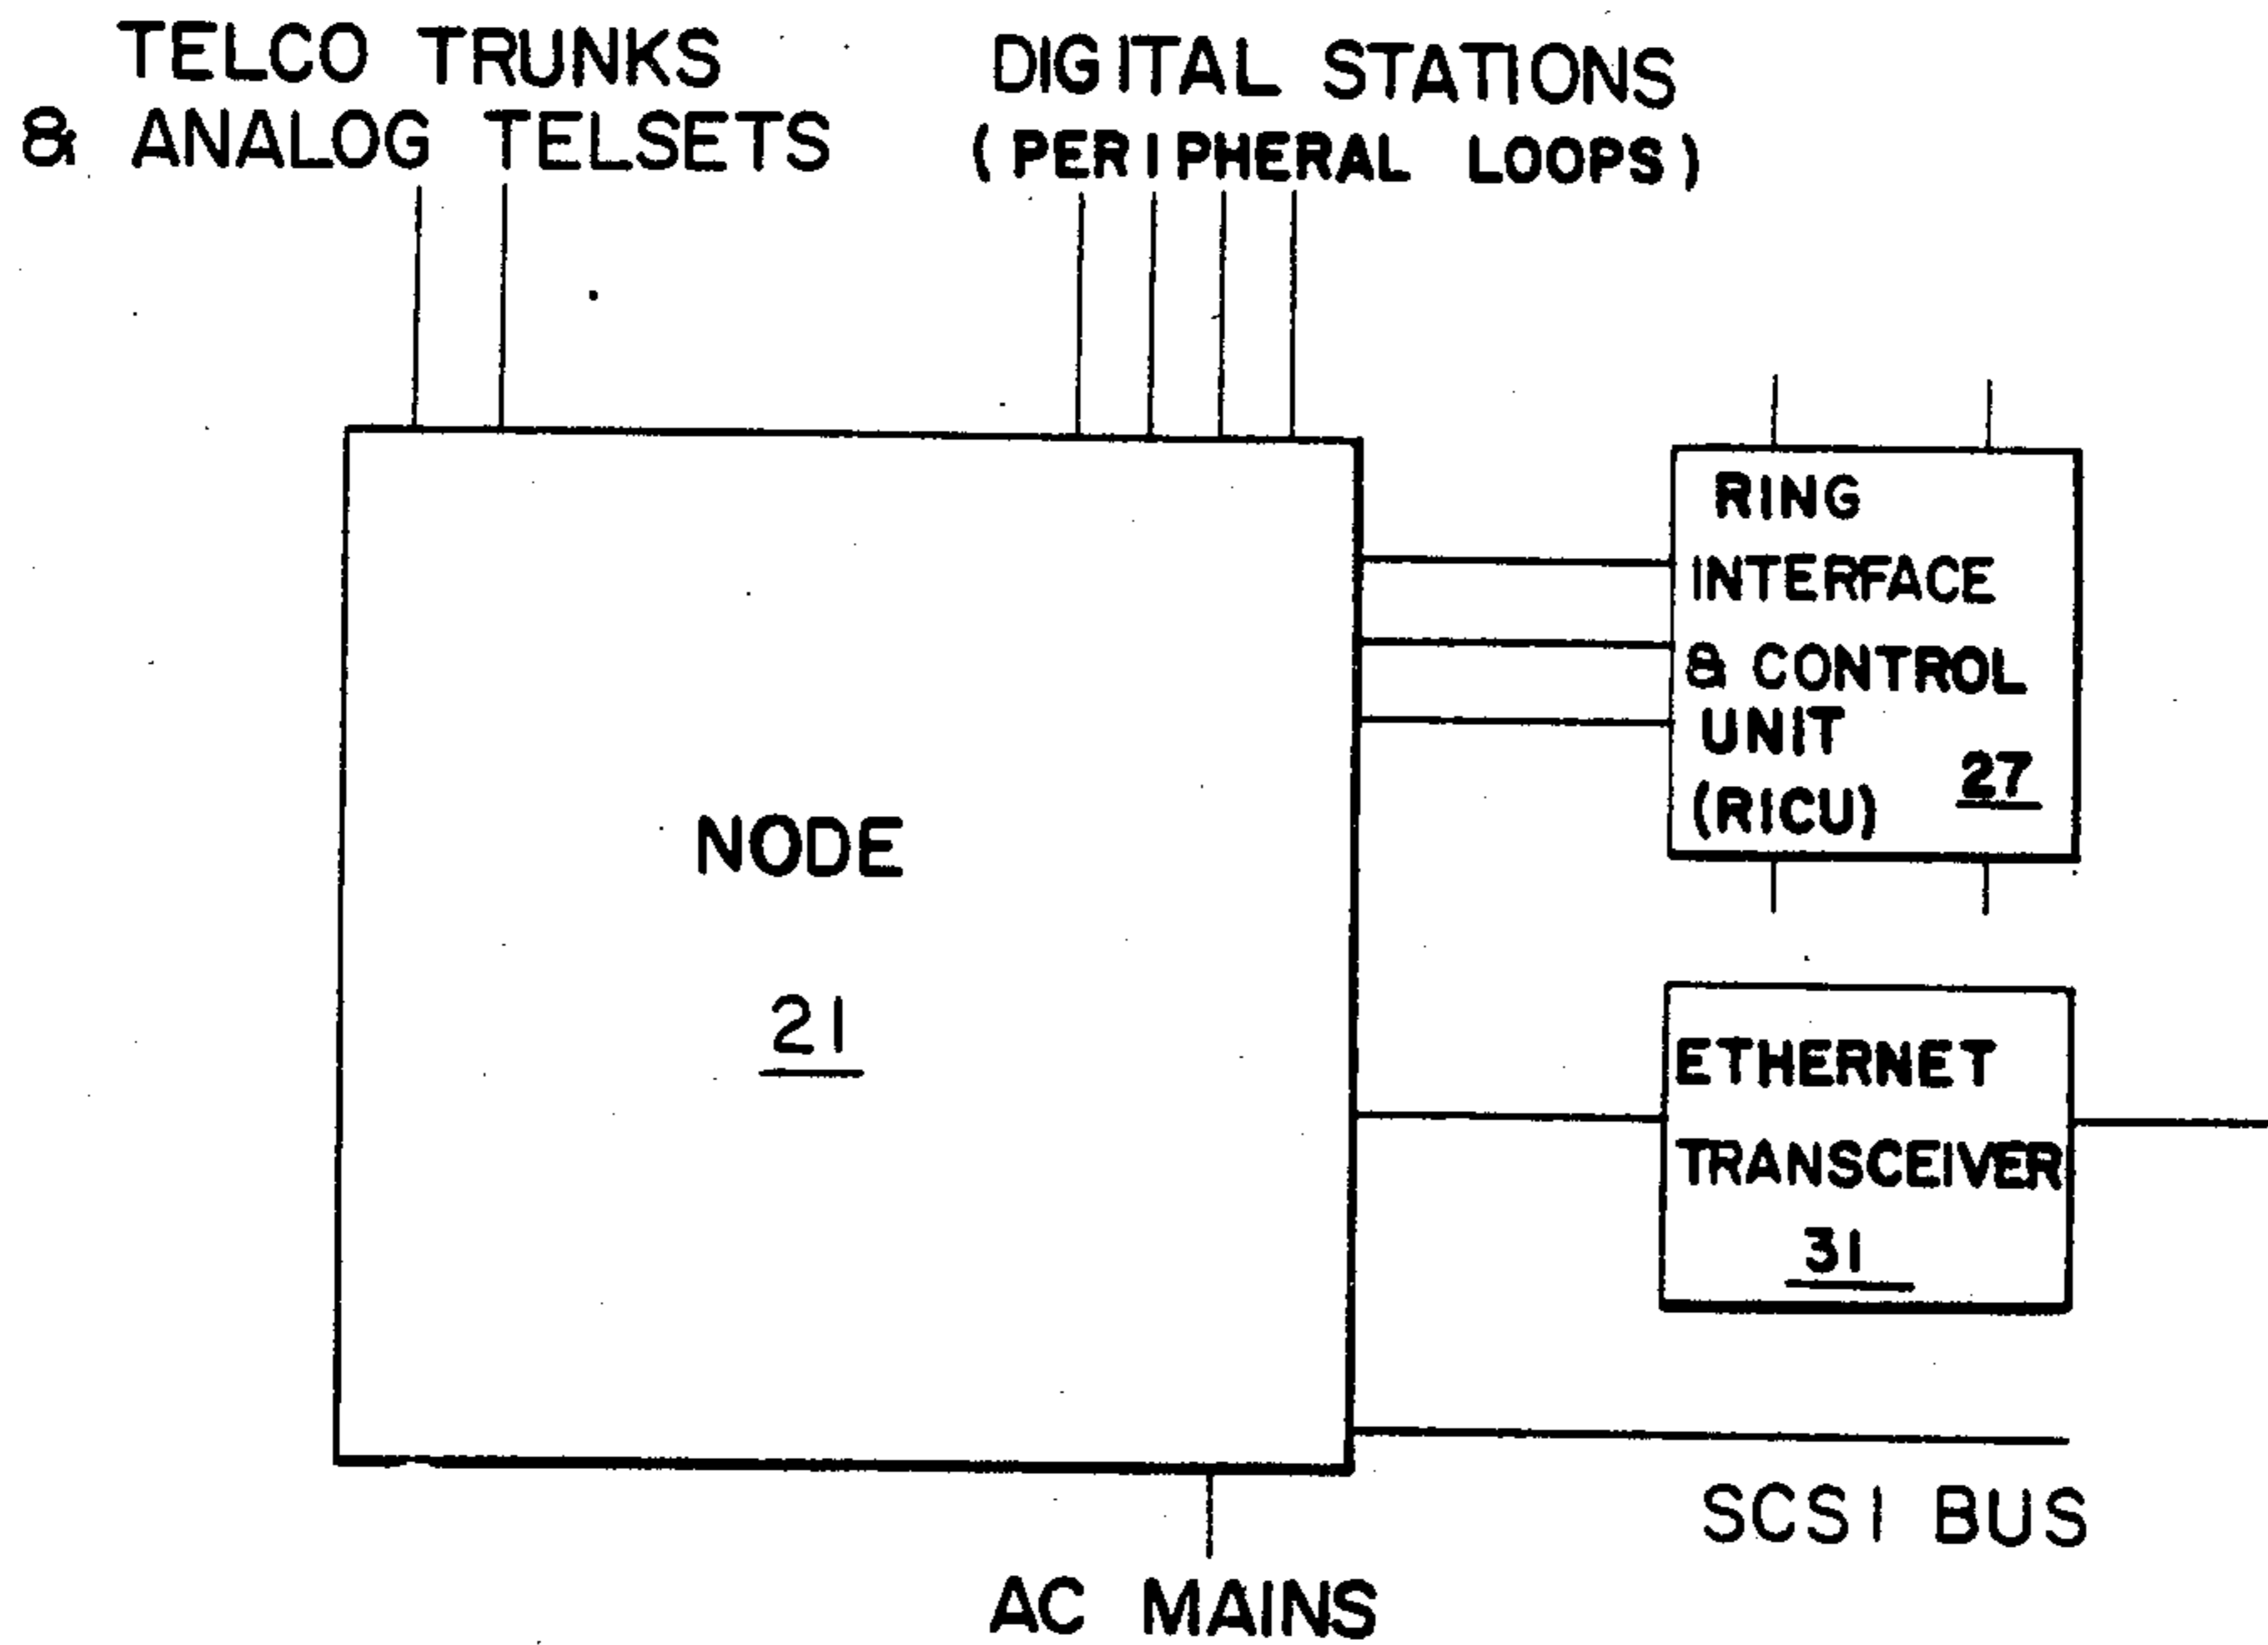 TELCO TRUNKS
& ANALOG TELSETS
DIGITAL STATIONS
(PERIPHERAL LOOPS)
RING
INTERFACE
& CONTROL
UNIT
(RICU) 27
NODE
21
ETHERNET
TRANSCEIVER
31
SCSI BUS
AC MAINS